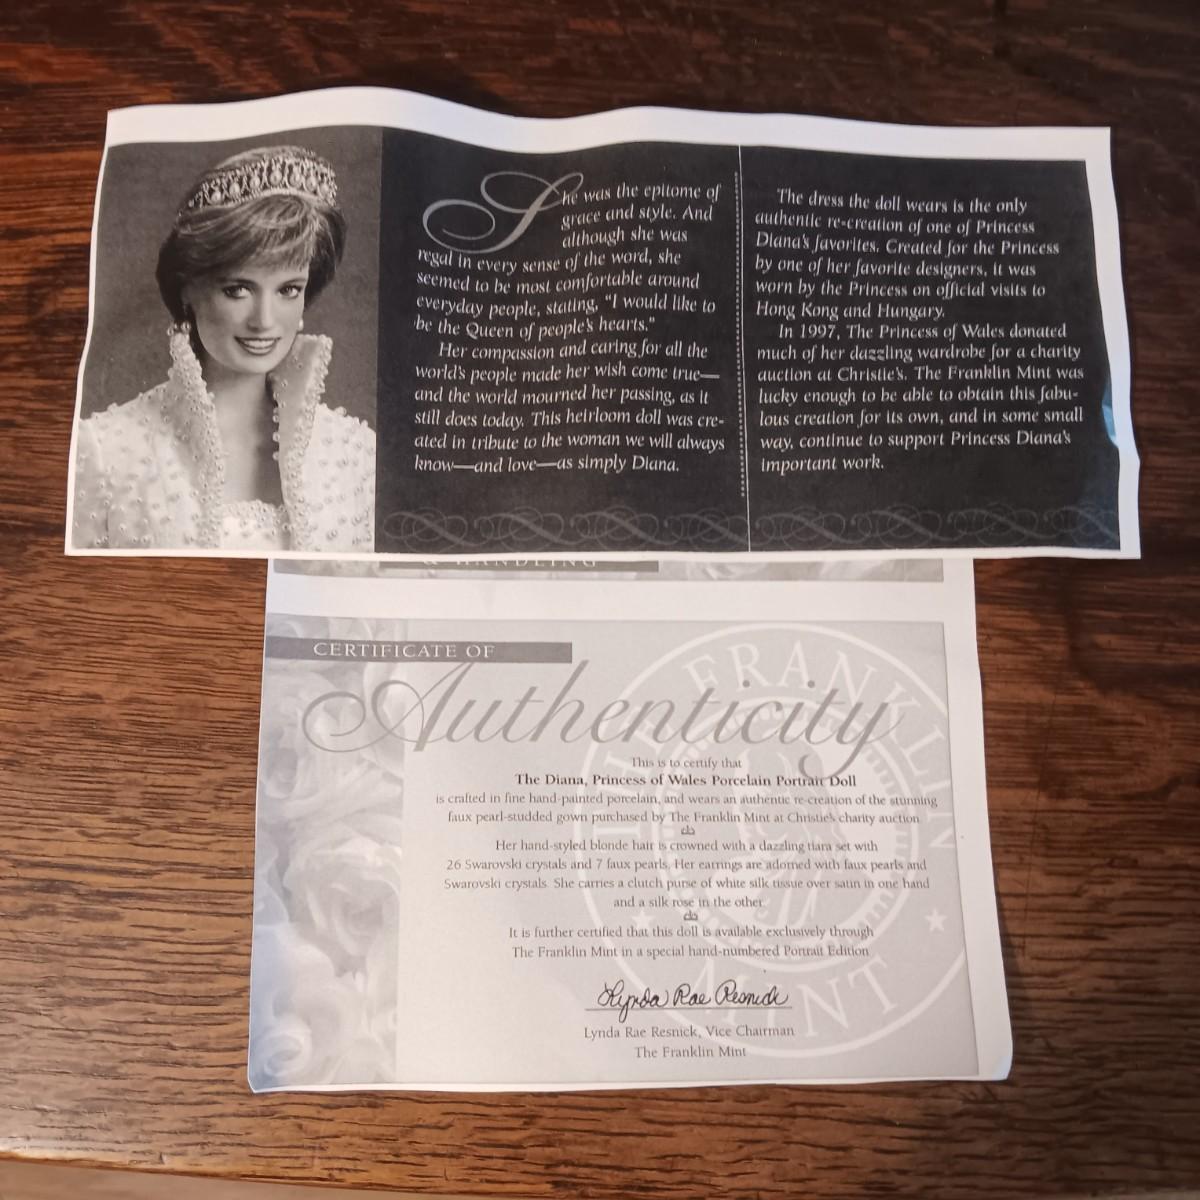 She was the epitome of
grace and style. And
although she was
regal in every sense of the word, she
seemed to be most comfortable around
everyday people, stating, "I would like to
be the Queen of people's hearts."
Her compassion and caring for all the
world's people made her wish come true—
and the world mourned her passing, as it
still does today. This heirloom doll was cre-
ated in tribute to the woman we will always
know—and love—as simply Diana.
The dress the doll wears is the only
authentic re-creation of one of Princess
Diana's favorites. Created for the Princess
by one of her favorite designers, it was
worn by the Princess on official visits to
Hong Kong and Hungary.
In 1997, The Princess of Wales donated
much of her dazzling wardrobe for a charity
auction at Christie's. The Franklin Mint was
lucky enough to be able to obtain this fabu-
lous creation for its own, and in some small
way, continue to support Princess Diana's
important work.
& HANDLING
CERTIFICATE OF
Authenticity
THE FRANKLIN MINT
This is to certify that
The Diana, Princess of Wales Porcelain Portrait Doll
is crafted in fine hand-painted porcelain, and wears an authentic re-creation of the stunning
faux pearl-studded gown purchased by The Franklin Mint at Christie's charity auction.
Her hand-styled blonde hair is crowned with a dazzling tiara set with
26 Swarovski crystals and 7 faux pearls. Her earrings are adorned with faux pearls and
Swarovski crystals. She carries a clutch purse of white silk tissue over satin in one hand
and a silk rose in the other.
It is further certified that this doll is available exclusively through
The Franklin Mint in a special hand-numbered Portrait Edition
Lynda Rae Resnick
Lynda Rae Resnick, Vice Chairman
The Franklin Mint